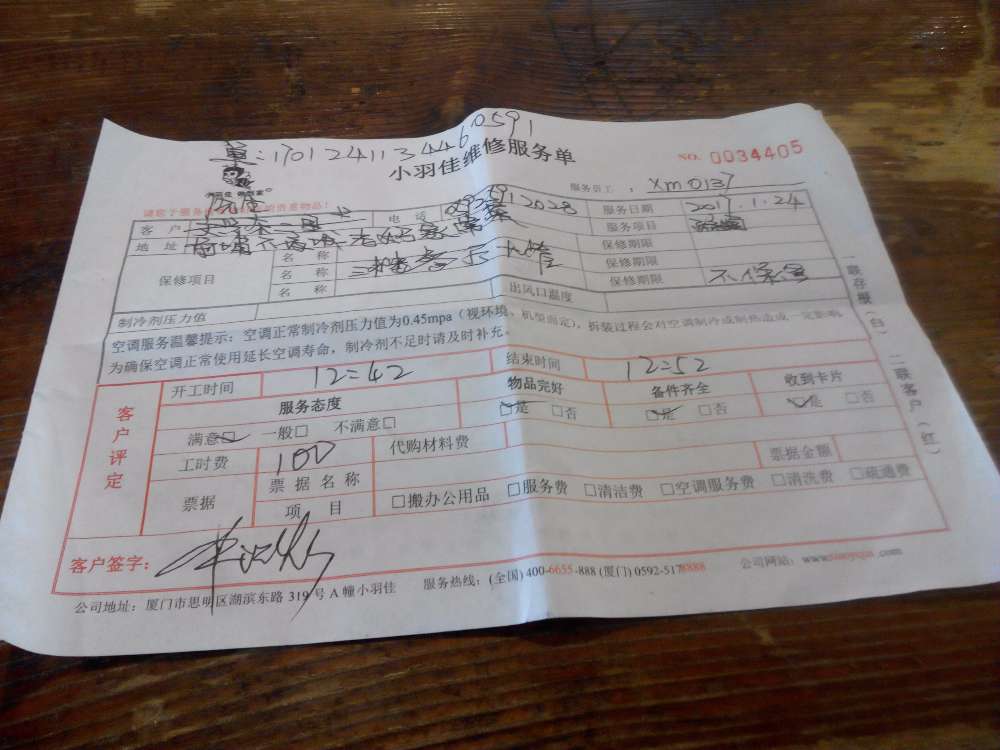 单:1701241134460591
小羽佳维修服务单
NO. 0034405
服务员工: xm0137
客户 电话 服务日期 2017.1.24
地址 服务项目
保修项目 名称 保修期限
名称 保修期限
名称 保修期限 不保
制冷剂压力值 出风口温度
空调服务温馨提示:空调正常制冷剂压力值为0.45mpa(视环境、机型而定),拆装过程会对空调制冷或制热造成一定影响
为确保空调正常使用延长空调寿命,制冷剂不足时请及时补充。
一联存根(白) 二联客户(红)
客户评定
开工时间 12:42 结束时间 12:52
服务态度 物品完好 备件齐全 收到卡片
满意□ 一般□ 不满意□ □是 □否 □是 □否 □是 □否
工时费 100 代购材料费 票据金额
票据 票据名称
项目 □搬办公用品 □服务费 □清洁费 □空调服务费 □清洗费 □疏通费
客户签字:
公司地址:厦门市思明区湖滨东路319号A幢小羽佳 服务热线:(全国)400-6655-888(厦门)0592-5178888 公司网站:www.xiaoyujia.com